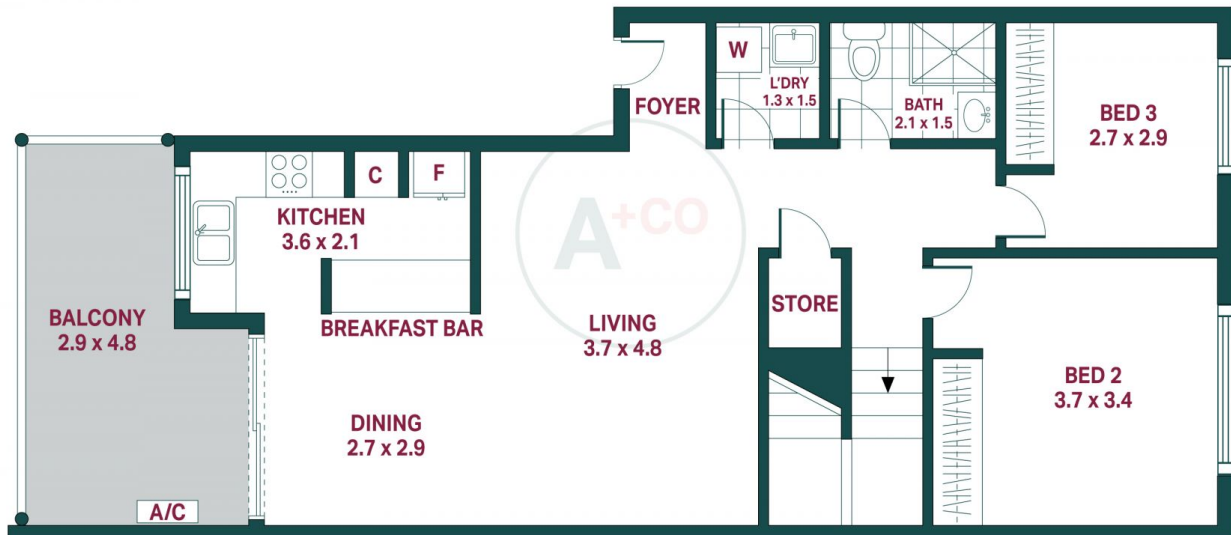 FOYER
W
L'DRY
1.3 x 1.5
BATH
2.1 x 1.5
BED 3
2.7 x 2.9
C
F
KITCHEN
3.6 x 2.1
A+CO
BALCONY
2.9 x 4.8
BREAKFAST BAR
LIVING
3.7 x 4.8
STORE
BED 2
3.7 x 3.4
DINING
2.7 x 2.9
A/C